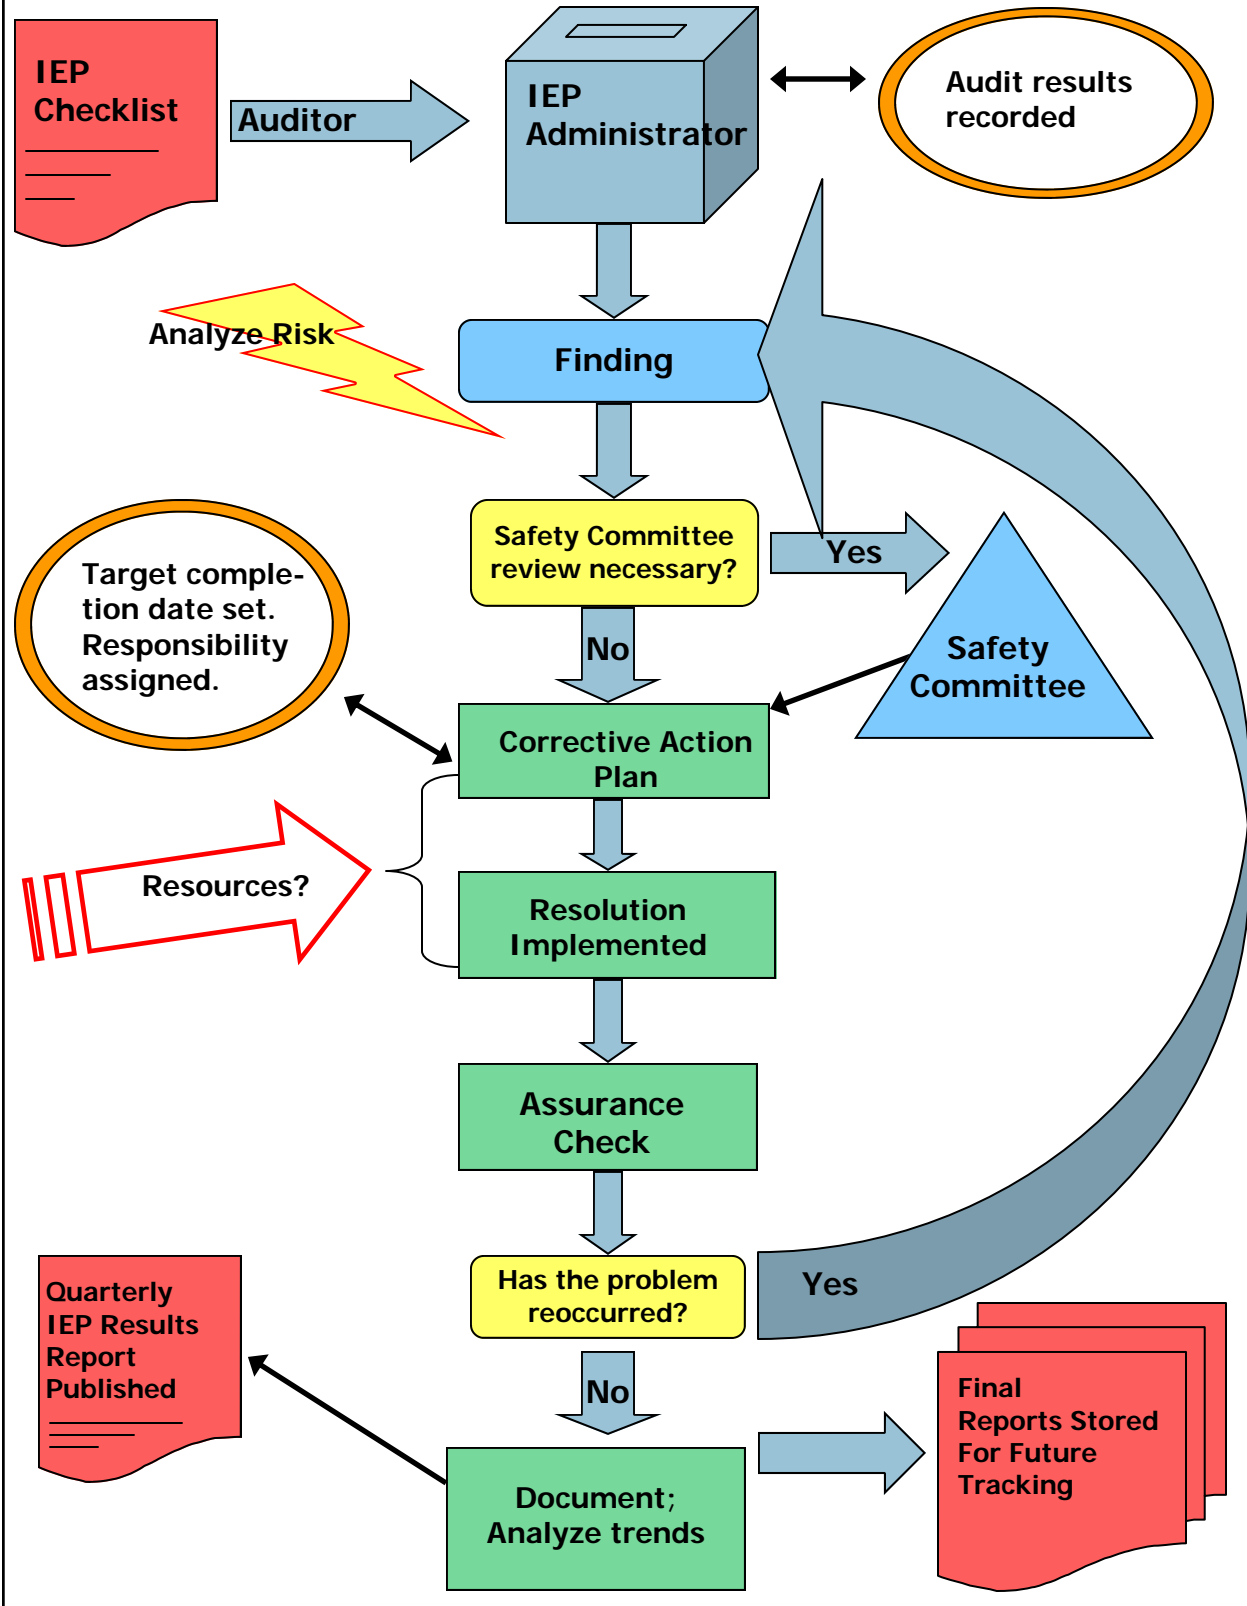 IEP
Checklist
Auditor
IEP
Administrator
Audit results
recorded
Analyze Risk
Finding
Safety Committee
review necessary?
Yes
Target comple-
tion date set.
Responsibility
assigned.
No
Safety
Committee
Corrective Action
Plan
Resources?
Resolution
Implemented
Assurance
Check
Has the problem
reoccurred?
Yes
Quarterly
IEP Results
Report
Published
No
Final
Reports Stored
For Future
Tracking
Document;
Analyze trends